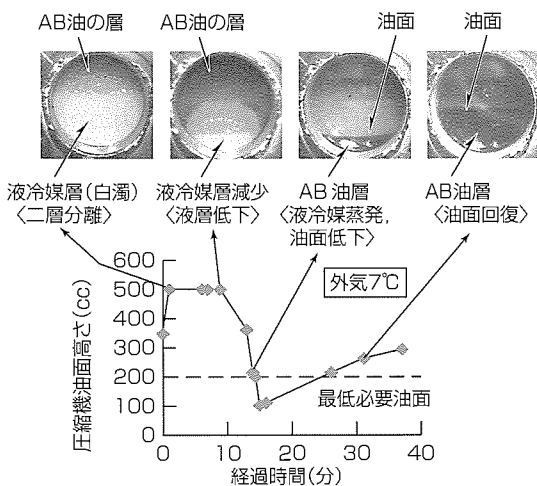 AB油の層
AB油の層
油面
油面
液冷媒層(白濁)
〈二層分離〉
液冷媒層減少
〈液層低下〉
AB油層
〈液冷媒蒸発,
油面低下〉
AB油層
〈油面回復〉
圧縮機油面高さ(cc)
600
500
400
300
200
100
0
外気7℃
最低必要油面
0
10
20
30
40
経過時間(分)